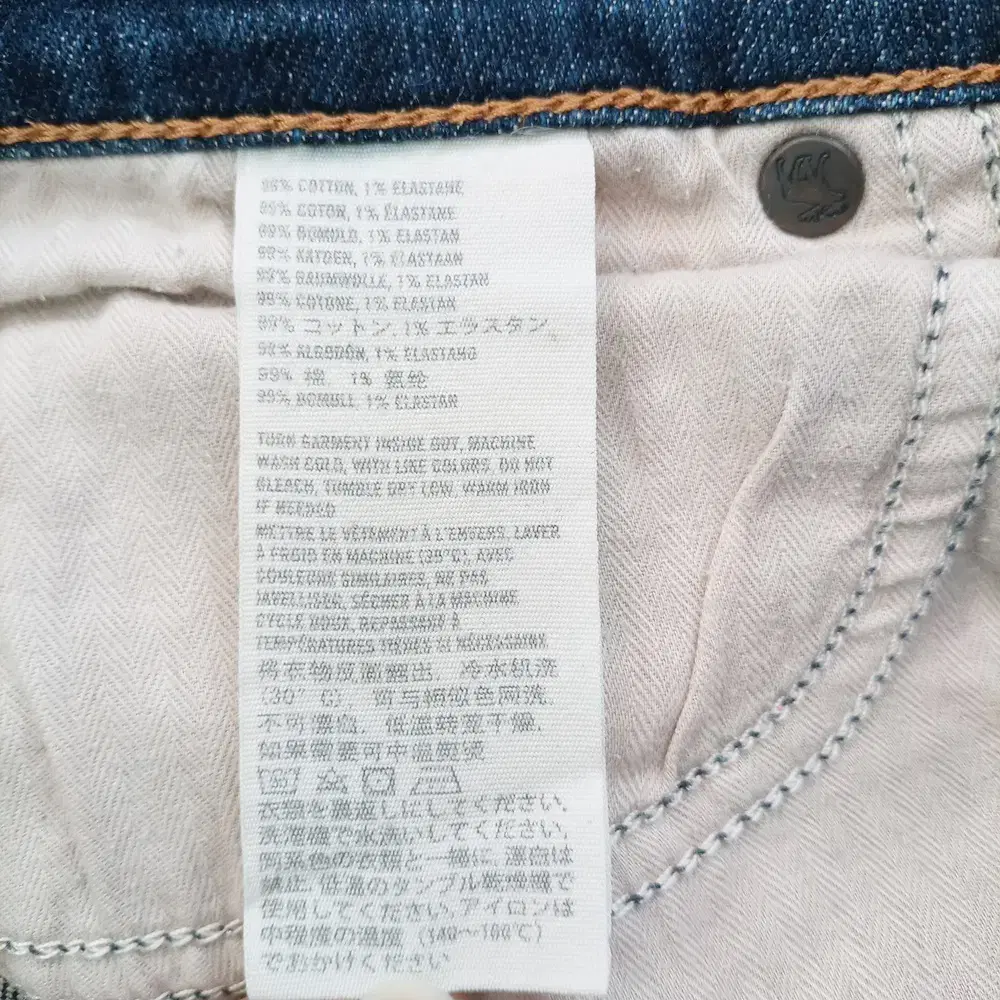 99% COTTON, 1% ELASTANE
99% COTON, 1% ÉLASTANE
99% BOMULD, 1% ELASTAN
99% KATOEN, 1% ELASTAAN
99% BAUMWOLLE, 1% ELASTAN
99% COTONE, 1% ELASTAN
99% コットン, 1% エラスタン
99% ALGODÓN, 1% ELASTANO
99% 棉, 1% 氨纶
99% BOMULL, 1% ELASTAN
TURN GARMENT INSIDE OUT, MACHINE
WASH COLD, WITH LIKE COLORS, DO NOT
BLEACH, TUMBLE DRY LOW, WARM IRON
IF NEEDED
METTRE LE VÊTEMENT À L'ENVERS, LAVER
À FROID EN MACHINE (30°C), AVEC
COULEURS SIMILAIRES, NE PAS
JAVELLISER, SÉCHER À LA MACHINE
CYCLE DOUX, REPASSANT À
TEMPÉRATURES TIÈDES SI NÉCESSAIRE
将衣物反面露出, 冷水机洗
(30°C) 需与相似色同洗,
不可漂白, 低温转笼干燥,
如果需要可中温熨烫
衣類を裏返しにしてください,
洗濯機で水洗いしてください,
同系色の衣類と一緒に, 漂白は
禁止, 低温のタンブル乾燥機で
使用してください, アイロンは
中程度の温度 (140〜160℃)
でおかけください